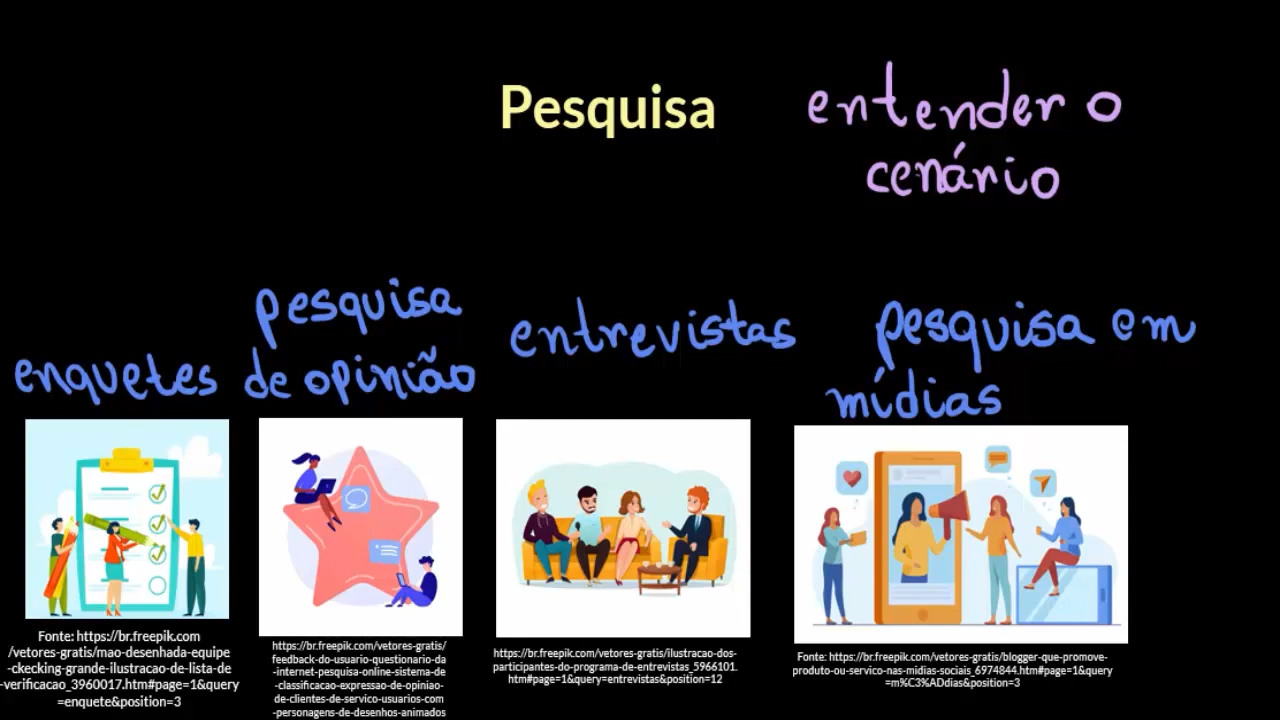 Pesquisa
entender o
cenário
enquetes
pesquisa
de opinião
entrevistas
pesquisa em
mídias
Fonte: https://br.freepik.com
/vetores-gratis/mao-desenhada-equipe
-ckecking-grande-ilustracao-de-lista-de
-verificacao_3960017.htm#page=1&query
=enquete&position=3
https://br.freepik.com/vetores-gratis/
feedback-do-usuario-questionario-da
-internet-pesquisa-online-sistema-de
-classificacao-expressao-de-opiniao-
de-clientes-de-servico-usuarios-com
-personagens-de-desenhos-animados
https://br.freepik.com/vetores-gratis/ilustracao-dos-
participantes-do-programa-de-entrevistas_5966101.
htm#page=1&query=entrevistas&position=12
Fonte: https://br.freepik.com/vetores-gratis/blogger-que-promove-
produto-ou-servico-nas-midias-sociais_6974844.htm#page=1&query
=m%C3%ADdias&position=3